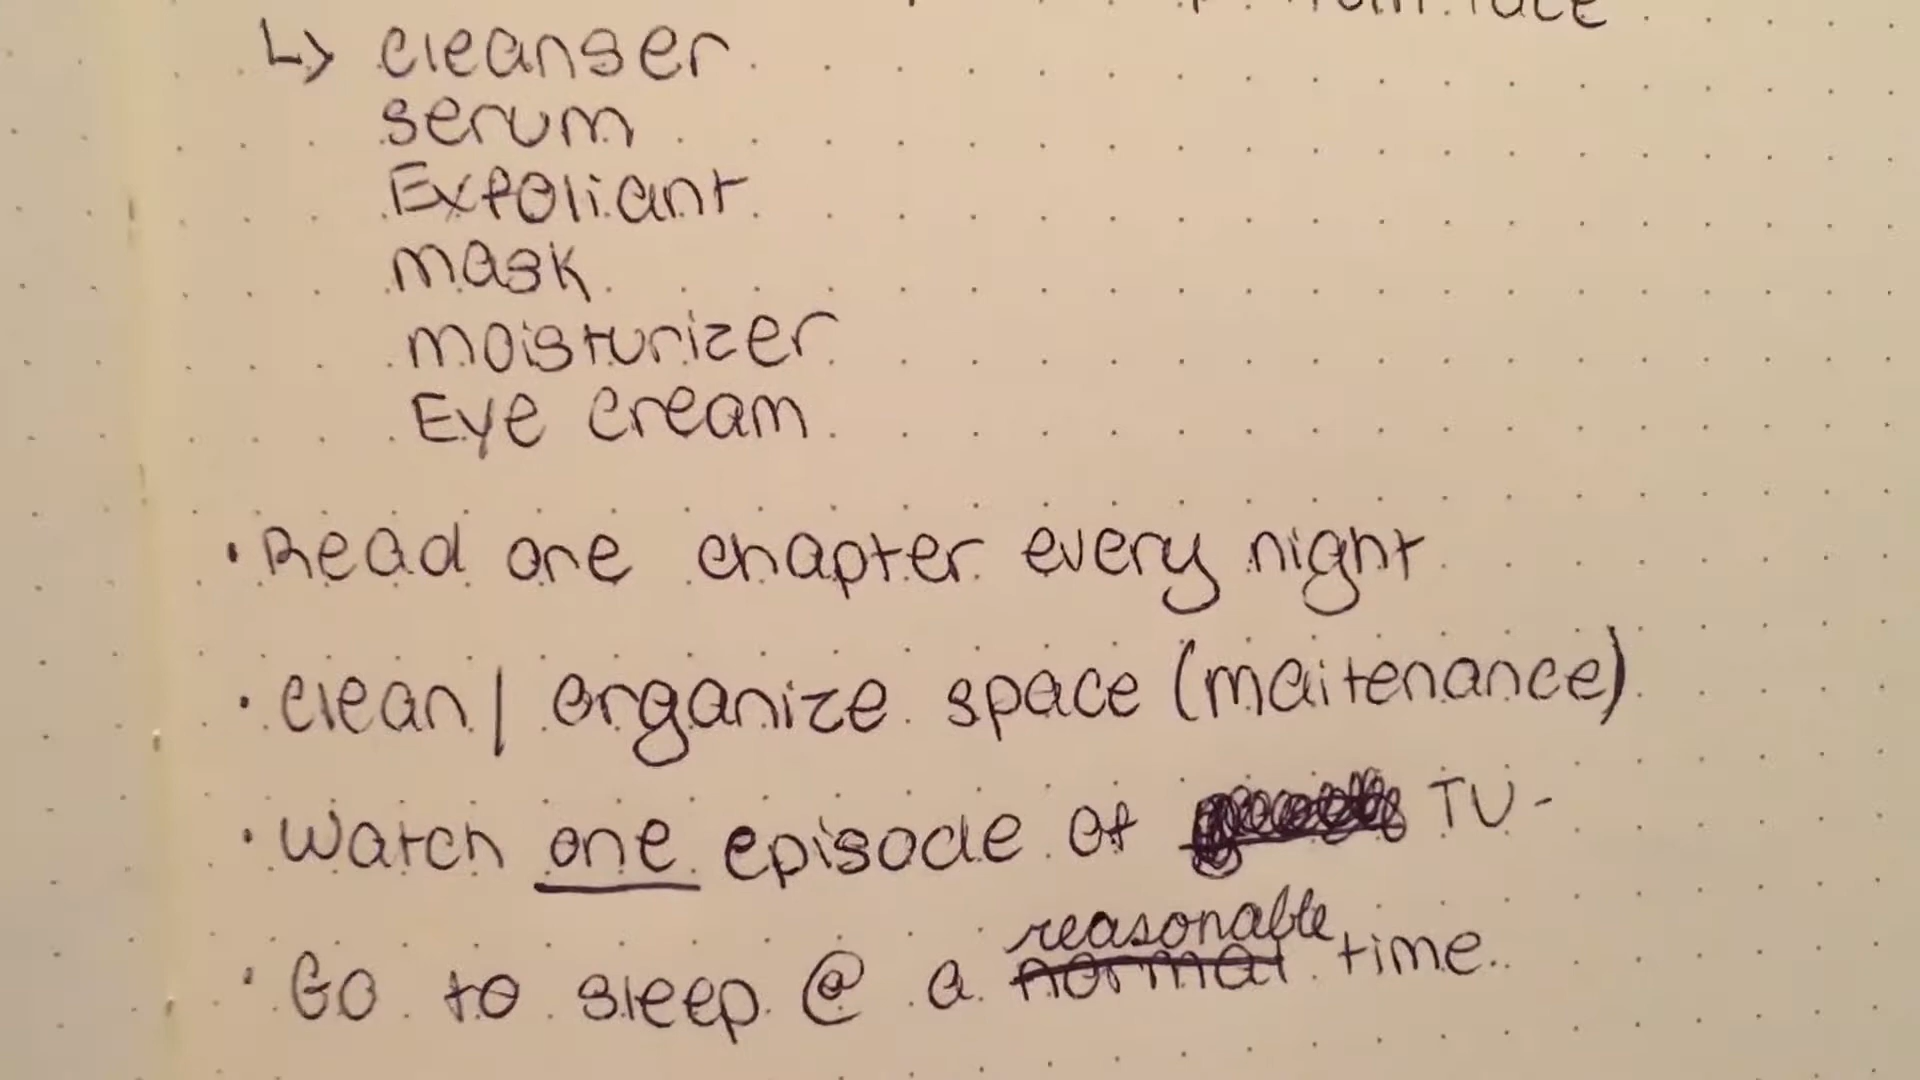 ↳ cleanser
serum
Exfoliant
mask
moisturizer
Eye cream
• Read one chapter every night
• clean/organize space (maitenance)
• Watch one episode of TV -
• Go to sleep @ a reasonable normal time